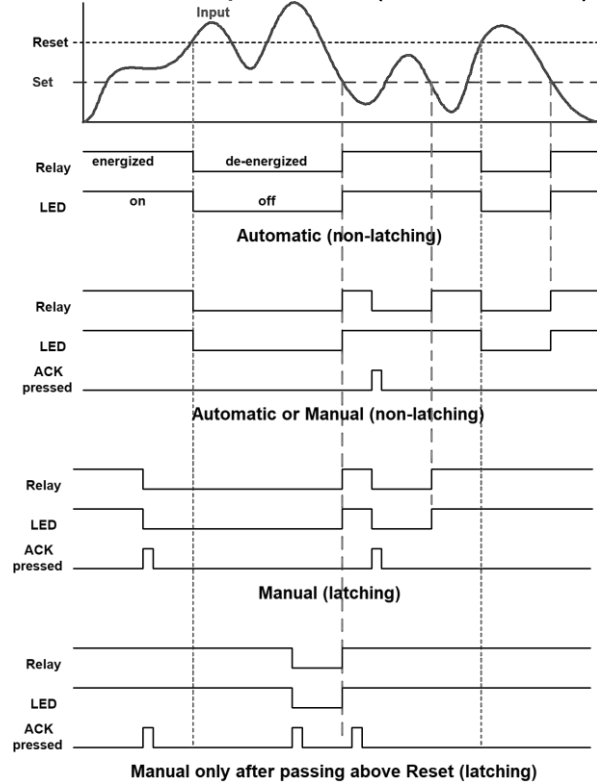 Input
Reset
Set
energized de-energized
Relay
LED
on off
Automatic (non-latching)
Relay
LED
ACK
pressed
Automatic or Manual (non-latching)
Relay
LED
ACK
pressed
Manual (latching)
Relay
LED
ACK
pressed
Manual only after passing above Reset (latching)